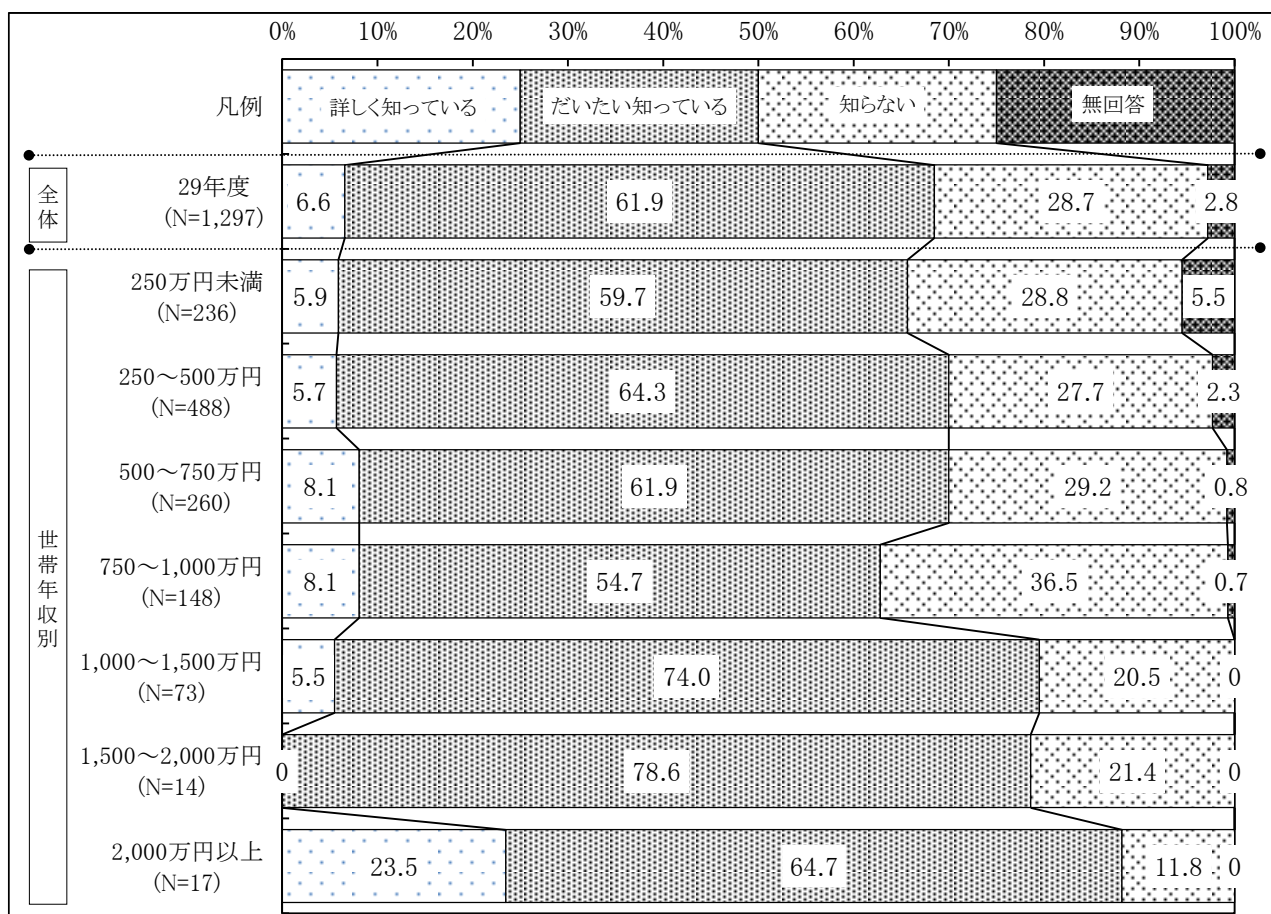 0% 10% 20% 30% 40% 50% 60% 70% 80% 90% 100%
凡例 詳しく知っている だいたい知っている 知らない 無回答
全体
29年度
(N=1,297)
6.6 61.9 28.7 2.8
世帯年収別
250万円未満
(N=236)
5.9 59.7 28.8 5.5
250～500万円
(N=488)
5.7 64.3 27.7 2.3
500～750万円
(N=260)
8.1 61.9 29.2 0.8
750～1,000万円
(N=148)
8.1 54.7 36.5 0.7
1,000～1,500万円
(N=73)
5.5 74.0 20.5 0
1,500～2,000万円
(N=14)
0 78.6 21.4 0
2,000万円以上
(N=17)
23.5 64.7 11.8 0